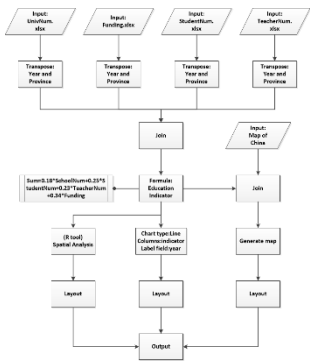 Input:
UnivNum.
xlsx
Input:
Funding.xlsx
Input:
StudentNum.
xlsx
Input:
TeacherNum.
xlsx
Transpose:
Year and
Province
Transpose:
Year and
Province
Transpose:
Year and
Province
Transpose:
Year and
Province
Join
Input:
Map of
China
Sum=0.18*SchoolNum+0.25*S
tudentNum+0.23*TeacherNum
+0.34*Funding
Formula:
Education
Indicator
Join
(R tool)
Spatial Analysis
Chart type:Line
Columns:Indicator
Label field:year
Generate map
Layout
Layout
Layout
Output